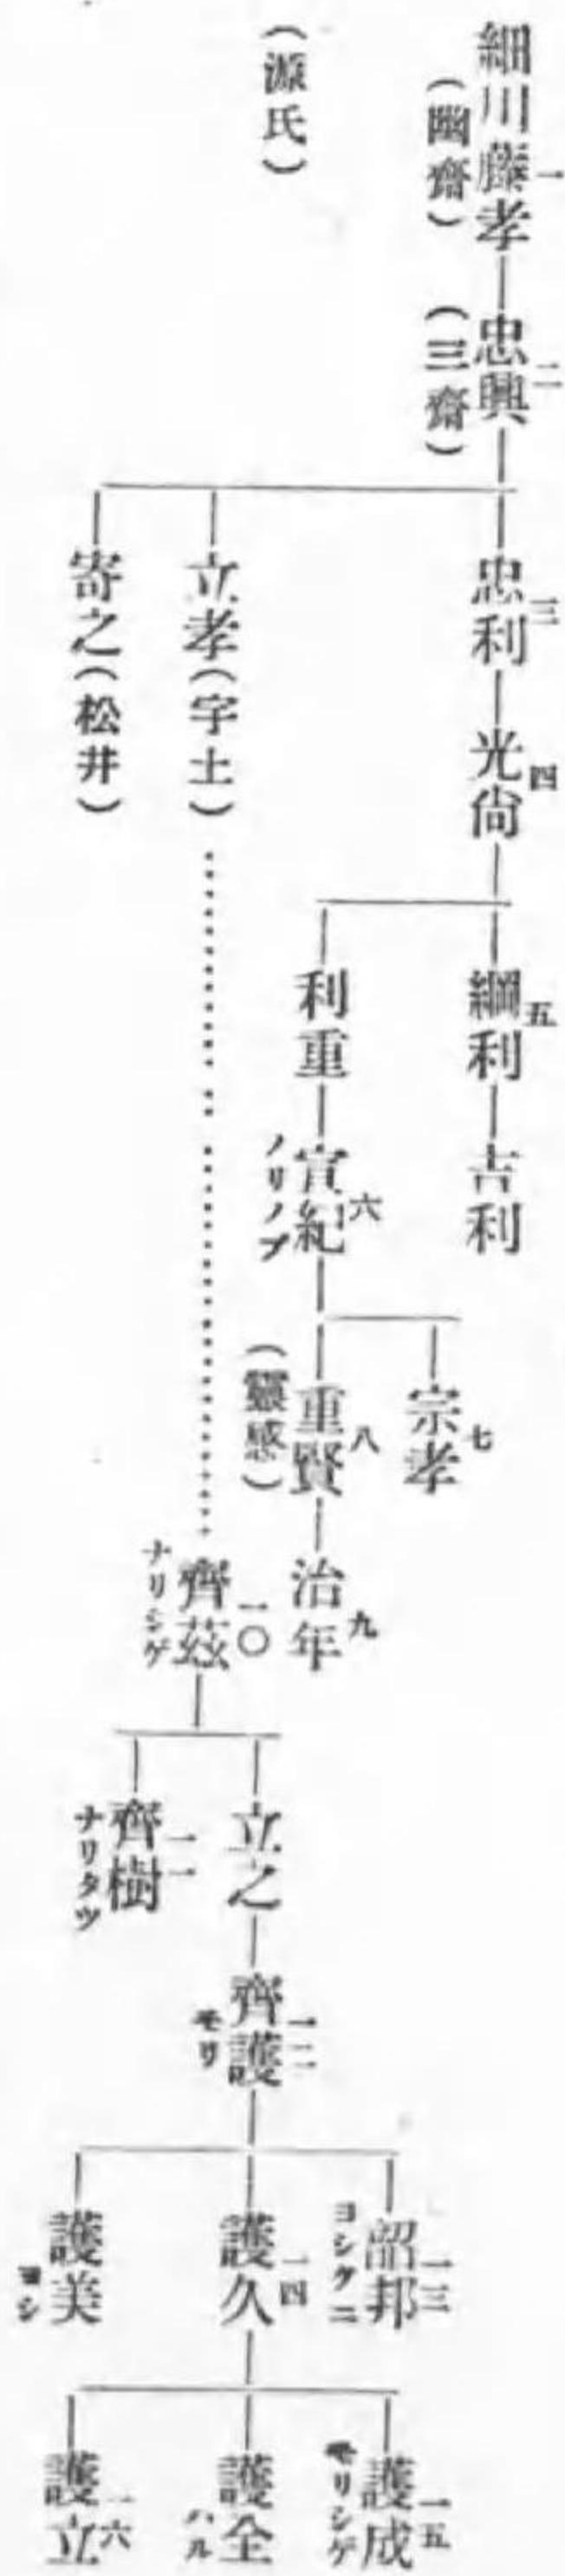 細川藤孝
一
(幽齋)
(源氏)
忠興
二
(三齋)
忠利
三
立孝(宇土)
寄之(松井)
光尙
四
綱利
五
利重
吉利
宣紀
六
ノリノブ
宗孝
七
重賢
八
(靈感)
治年
九
齊玆
一〇
ナリシゲ
立之
齊樹
一一
ナリタツ
齊護
一二
モリ
韶邦
一三
ヨシクニ
護久
一四
護美
ヨシ
護成
一五
モリシゲ
護全
ハル
護立
一六